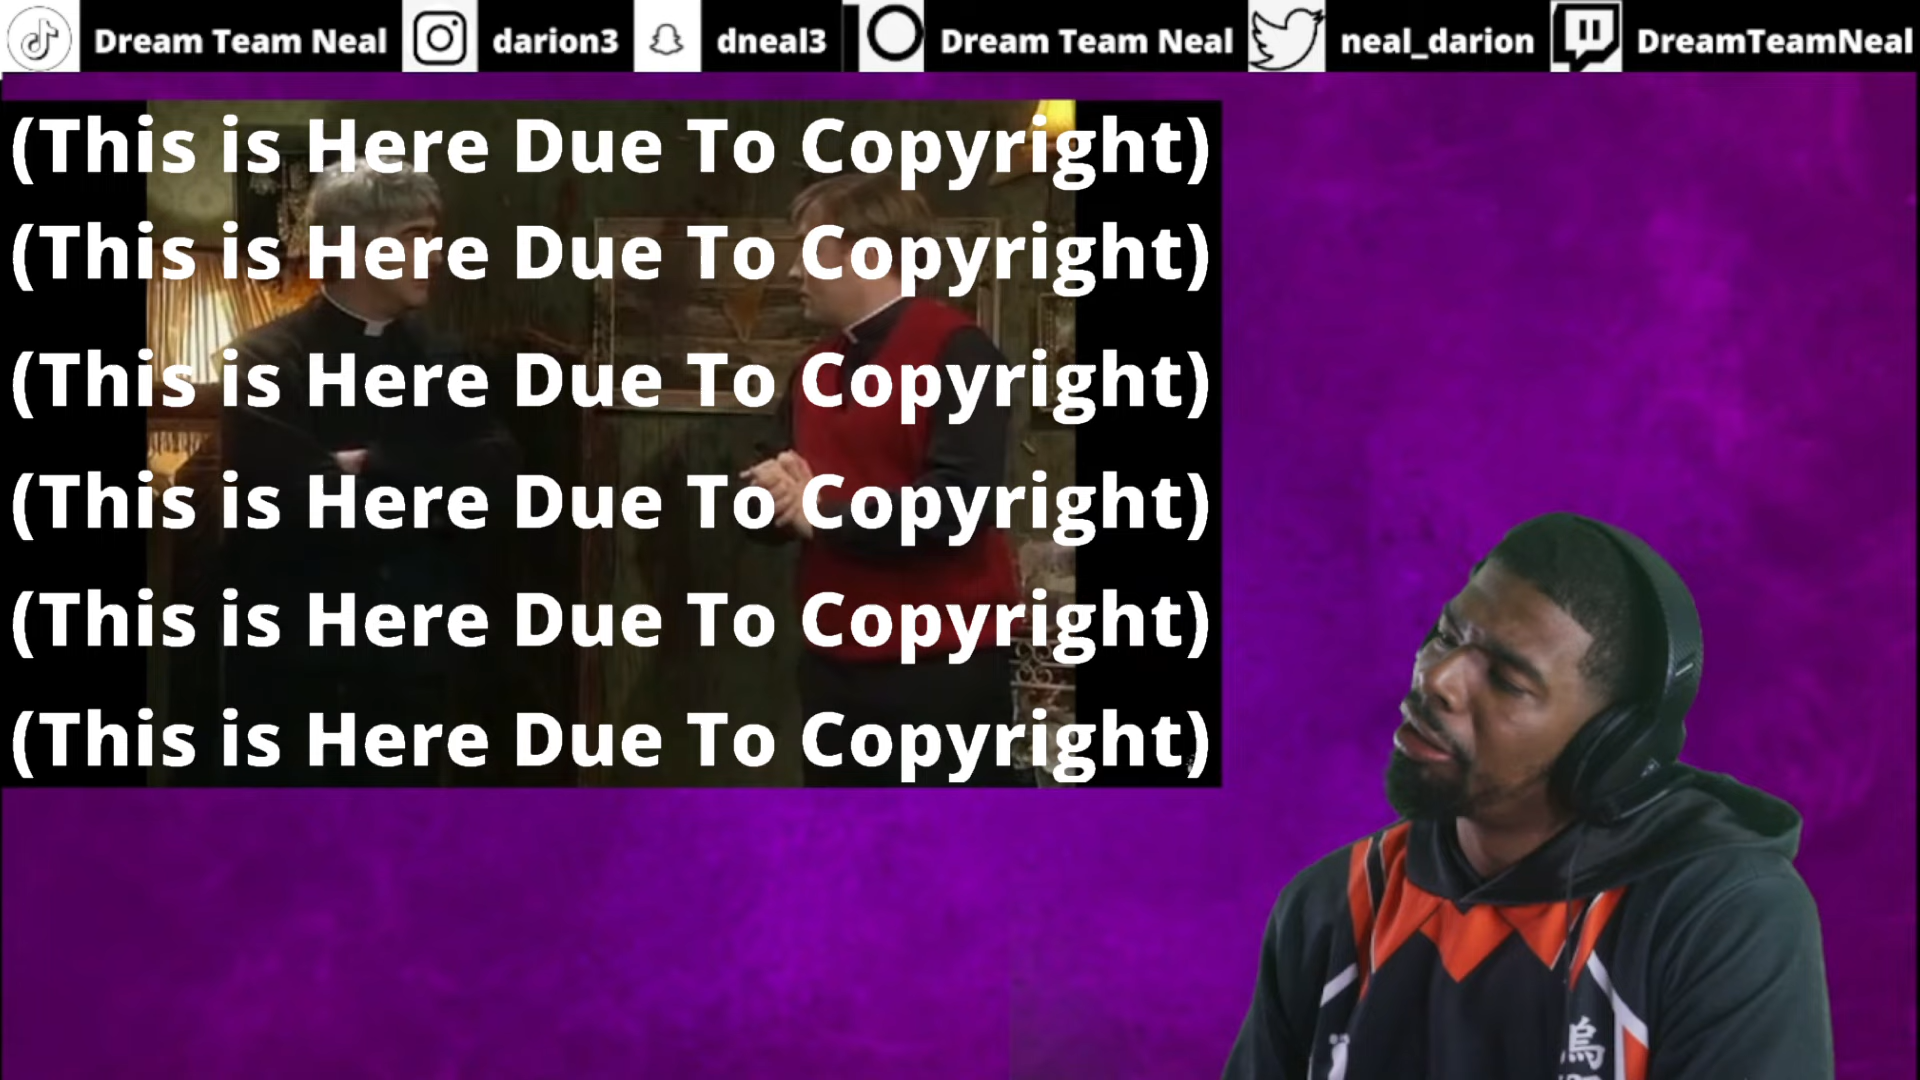 Dream Team Neal darion3 dneal3 Dream Team Neal neal_darion DreamTeamNeal
(This is Here Due To Copyright)
(This is Here Due To Copyright)
(This is Here Due To Copyright)
(This is Here Due To Copyright)
(This is Here Due To Copyright)
(This is Here Due To Copyright)
烏